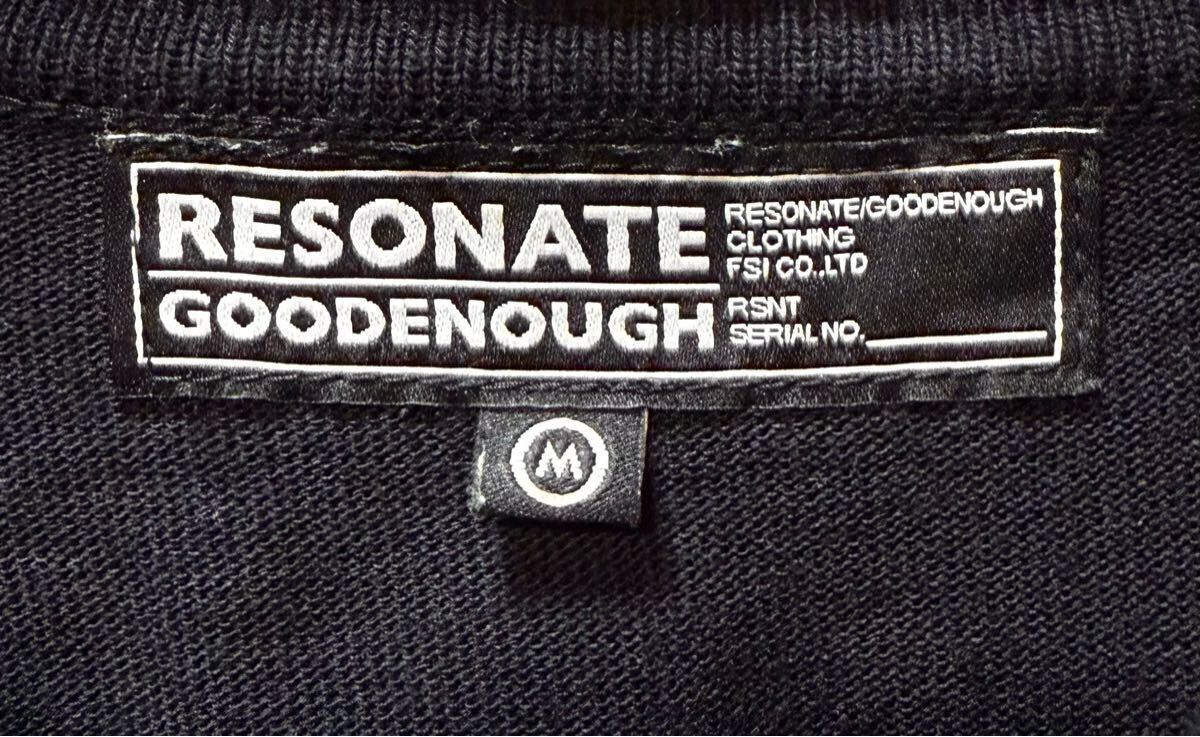 RESONATE
GOODENOUGH
RESONATE/GOODENOUGH
CLOTHING
FSI CO.,LTD
RSNT
SERIAL NO.
M